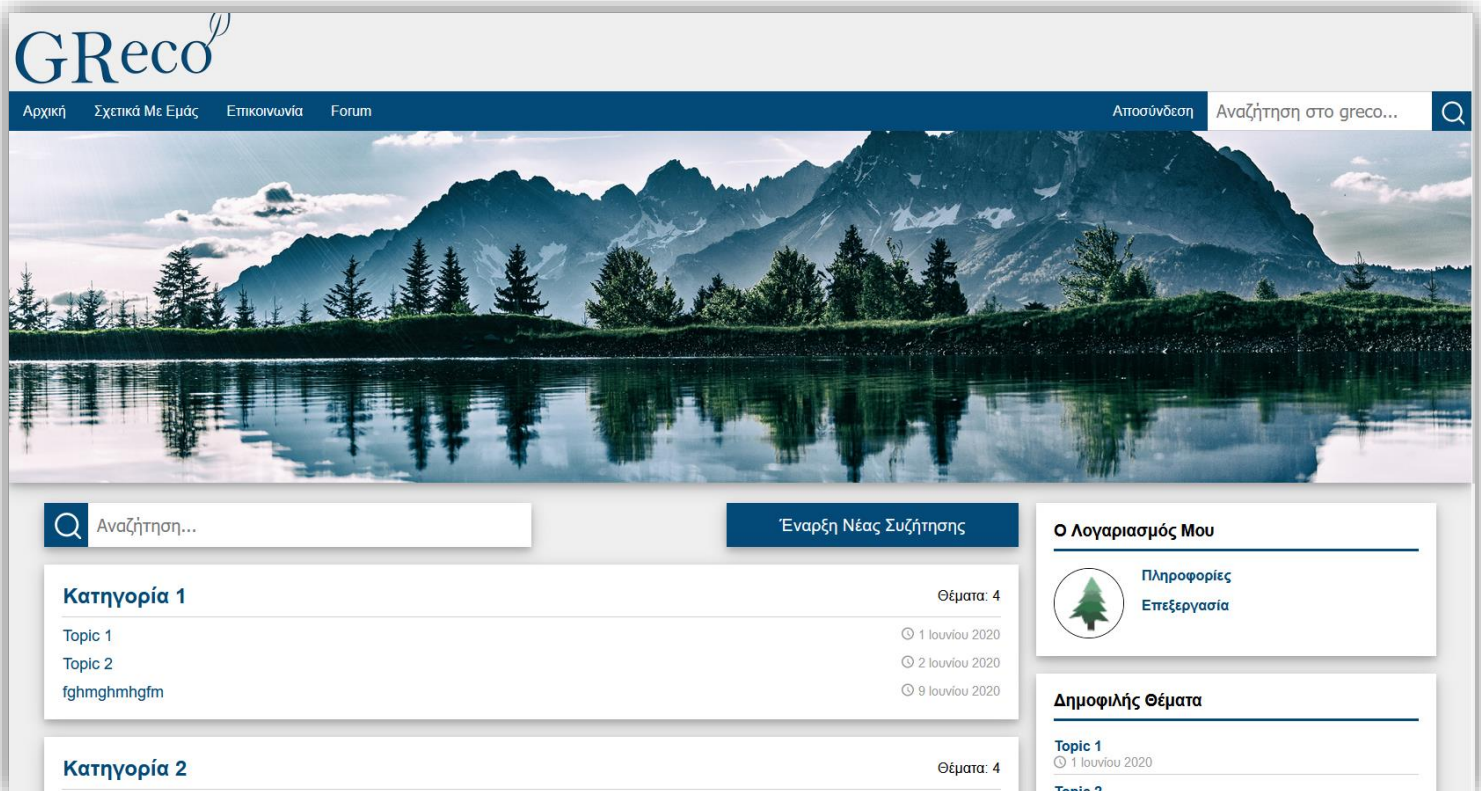 GReco
Αρχική Σχετικά Με Εμάς Επικοινωνία Forum Αποσύνδεση Αναζήτηση στο greco...
Αναζήτηση...
Έναρξη Νέας Συζήτησης
Κατηγορία 1 Θέματα: 4
Topic 1 1 Ιουνίου 2020
Topic 2 2 Ιουνίου 2020
fghmghmhgfm 9 Ιουνίου 2020
Κατηγορία 2 Θέματα: 4
Ο Λογαριασμός Μου
Πληροφορίες
Επεξεργασία
Δημοφιλής Θέματα
Topic 1
1 Ιουνίου 2020
Topic 2